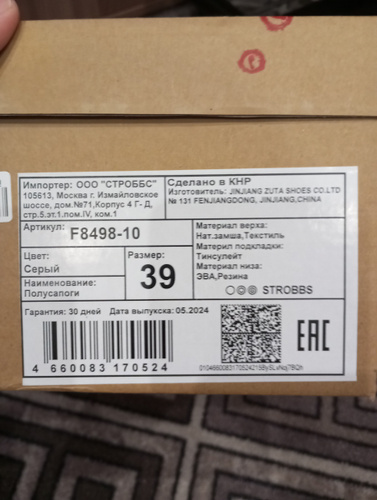 Импортер: ООО "СТРОББС"
105613, Москва г. Измайловское
шоссе, дом.№71,Корпус 4 Г- Д,
стр.5.эт.1.пом.IV, ком.1
Сделано в КНР
Изготовитель: JINJIANG ZUTA SHOES CO.LTD
№ 131 FENJIANGDONG, JINJIANG,CHINA
Артикул: F8498-10
Цвет:
Серый
Размер:
39
Наименование:
Полусапоги
Материал верха:
Нат.замша,Текстиль
Материал подкладки:
Тинсулейт
Материал низа:
ЭВА,Резина
STROBBS
Гарантия: 30 дней Дата выпуска: 05.2024
4 660083 170524
EAC